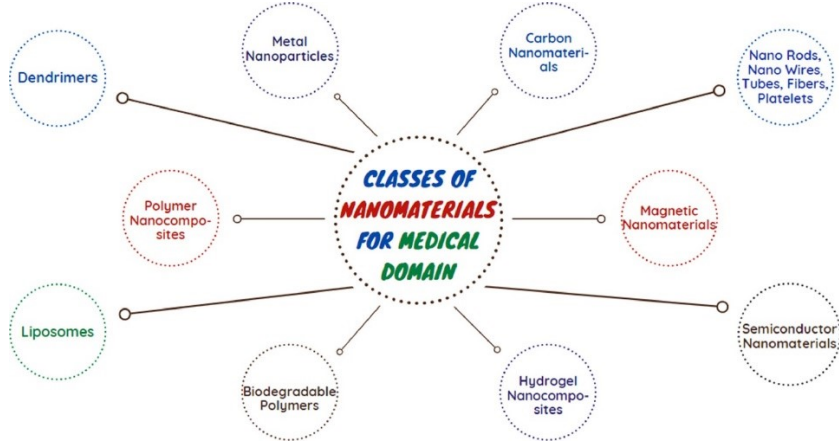 Metal
Nanoparticles
Carbon
Nanomateri-
als
Dendrimers
Nano Rods,
Nano Wires,
Tubes, Fibers,
Platelets
CLASSES OF
NANOMATERIALS
FOR MEDICAL
DOMAIN
Polymer
Nanocompo-
sites
Magnetic
Nanomaterials
Liposomes
Semiconductor
Nanomaterials
Biodegradable
Polymers
Hydrogel
Nanocompo-
sites